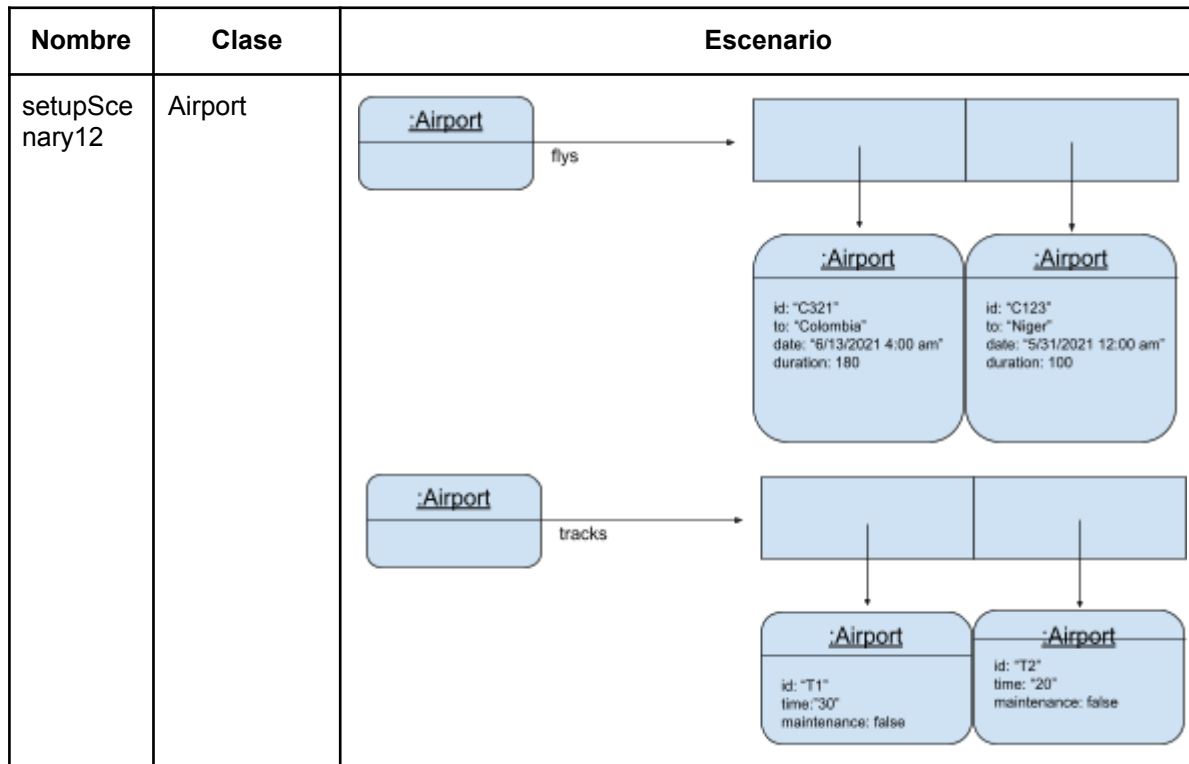 Nombre
Clase
Escenario
setupSce
nary12
Airport
:Airport
flys
:Airport
id: “C321”
to: “Colombia”
date: “6/13/2021 4:00 am”
duration: 180
:Airport
id: “C123”
to: “Niger”
date: “5/31/2021 12:00 am”
duration: 100
:Airport
tracks
:Airport
id: “T1”
time:”30”
maintenance: false
:Airport
id: “T2”
time: “20”
maintenance: false